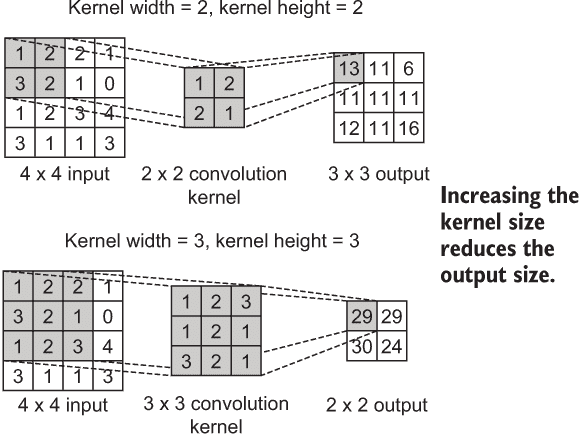 Kernel width = 2, kernel height = 2
1 2 2 1
3 2 1 0
1 2 3 4
3 1 1 3
1 2
2 1
13 11 6
11 11 11
12 11 16
4 x 4 input
2 x 2 convolution
kernel
3 x 3 output
Increasing the
kernel size
reduces the
output size.
Kernel width = 3, kernel height = 3
1 2 2 1
3 2 1 0
1 2 3 4
3 1 1 3
1 2 3
1 2 1
3 2 1
29 29
30 24
4 x 4 input
3 x 3 convolution
kernel
2 x 2 output